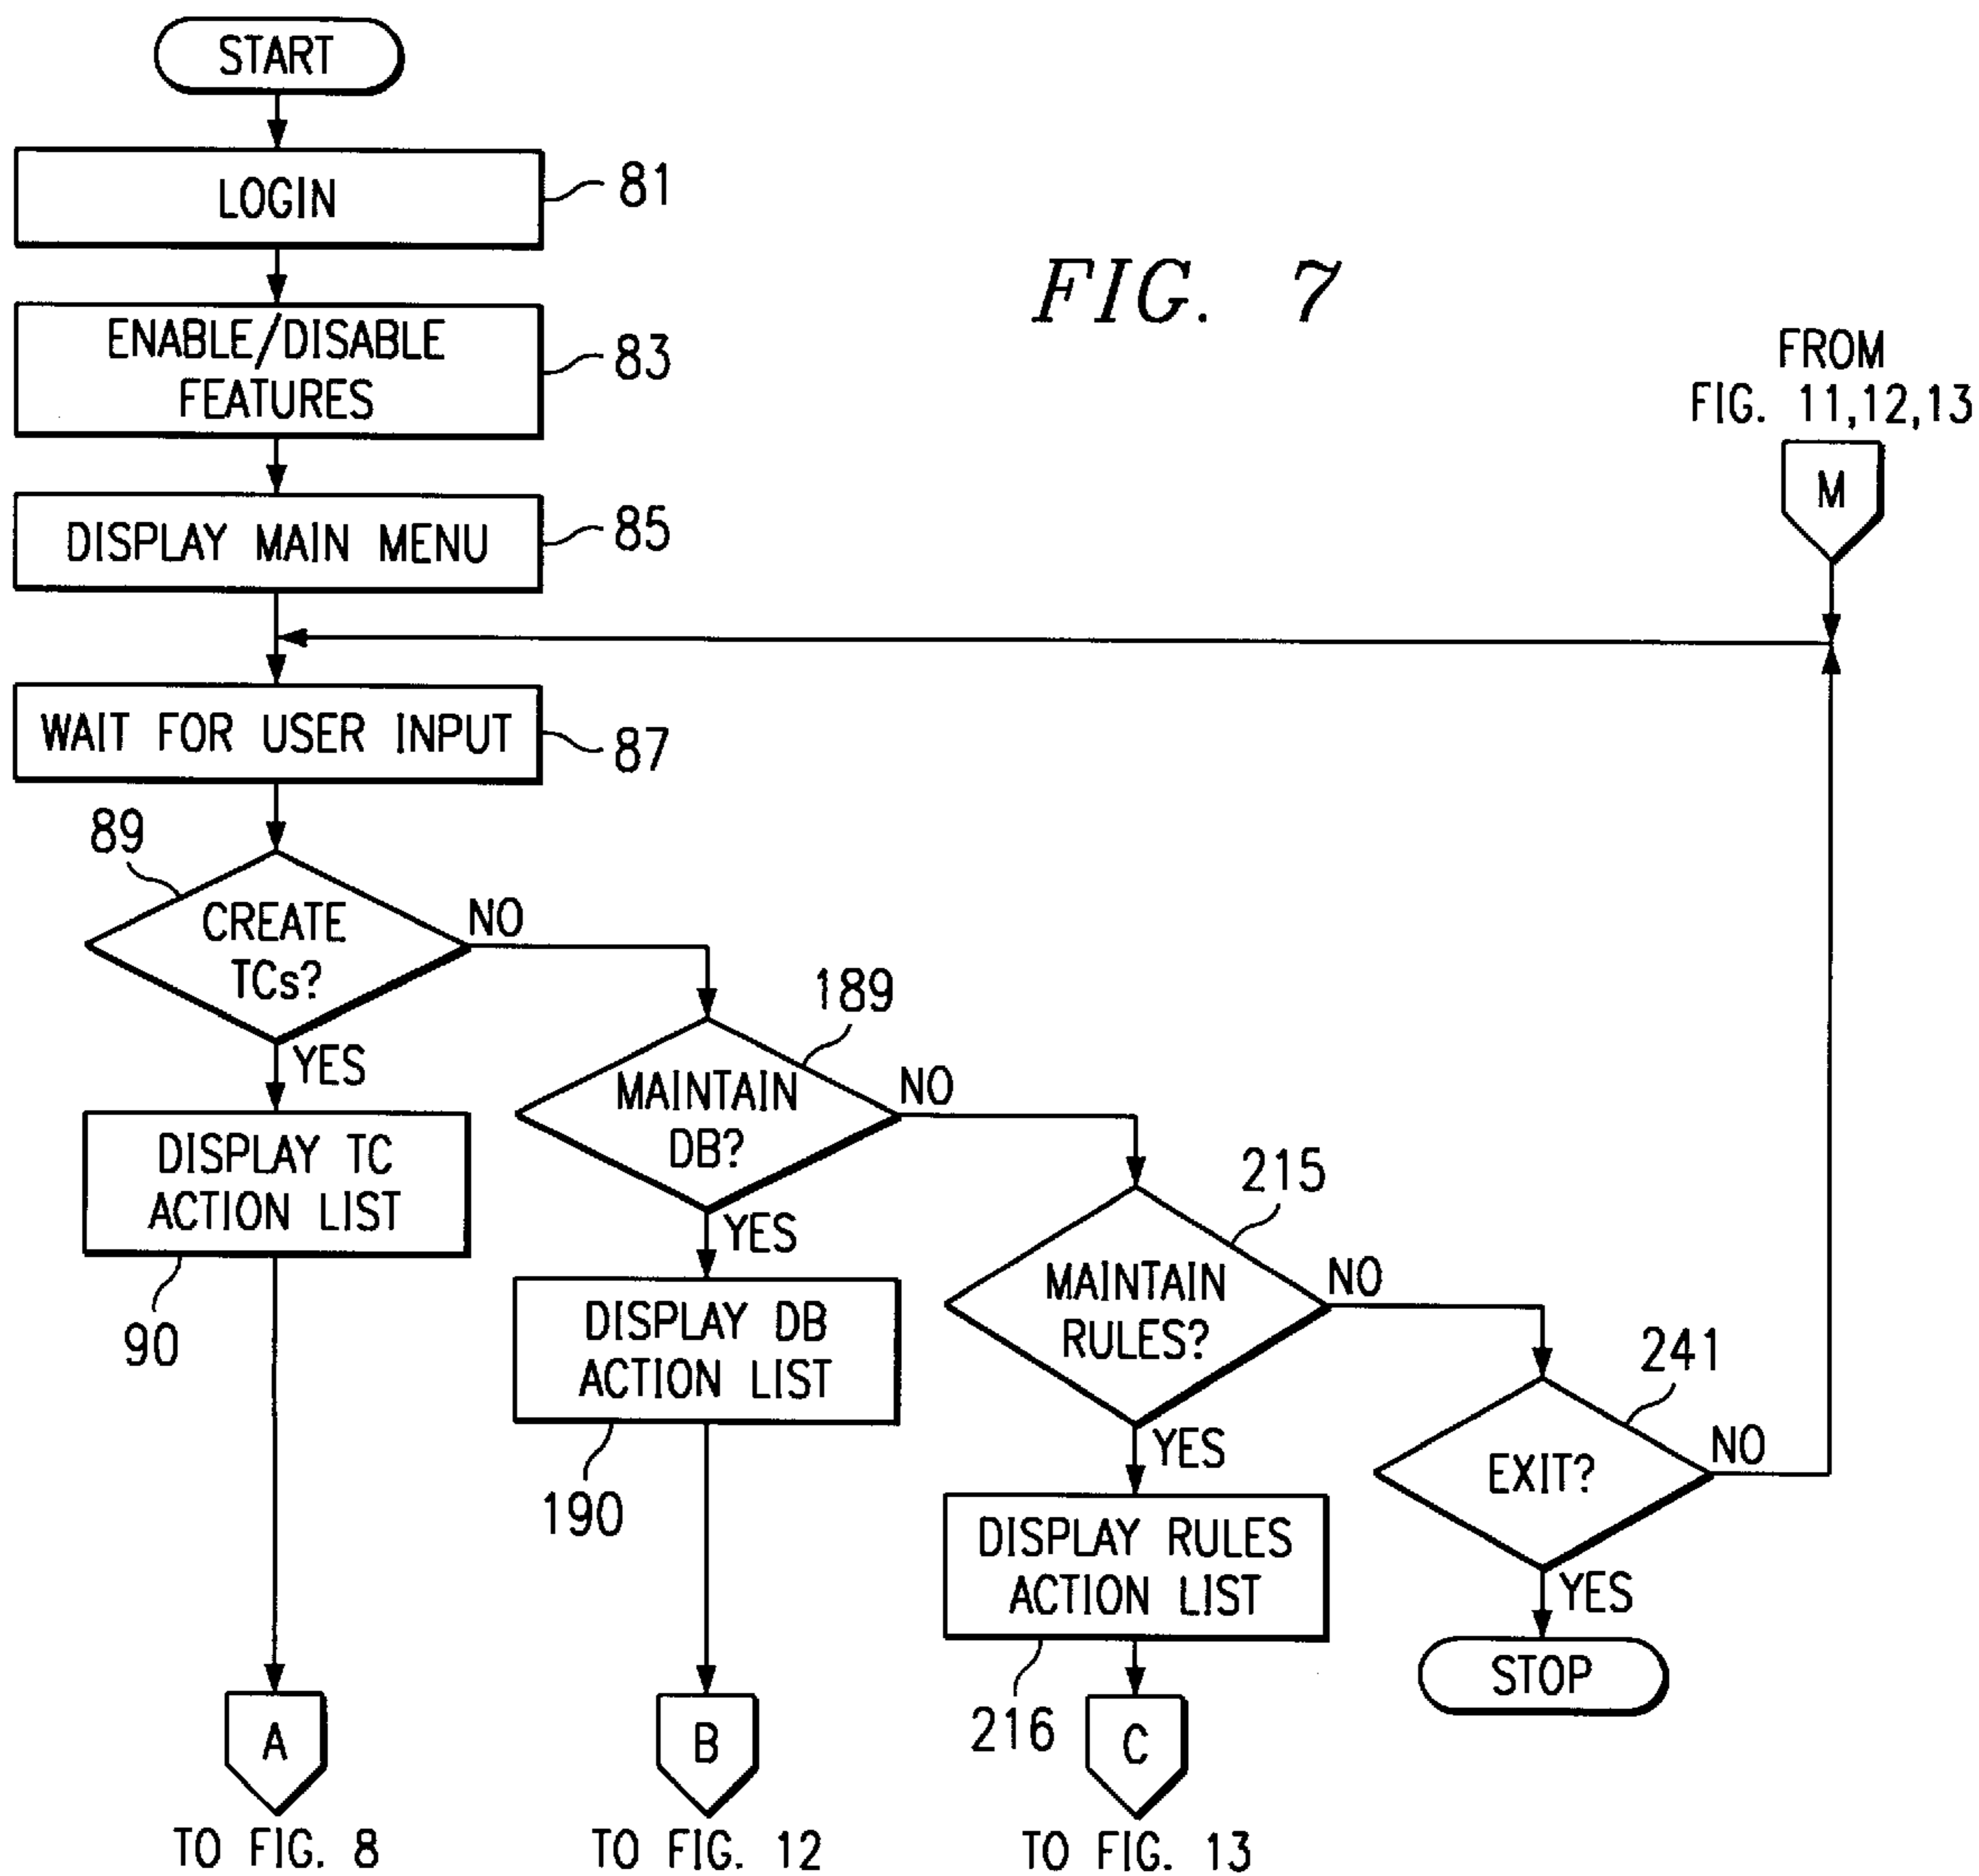 START
LOGIN
81
FIG. 7
ENABLE/DISABLE
FEATURES
83
FROM
FIG. 11,12,13
M
DISPLAY MAIN MENU
85
WAIT FOR USER INPUT
87
89
CREATE
TCs?
NO
YES
189
MAINTAIN
DB?
NO
YES
DISPLAY TC
ACTION LIST
90
215
MAINTAIN
RULES?
NO
YES
DISPLAY DB
ACTION LIST
190
241
EXIT?
NO
YES
DISPLAY RULES
ACTION LIST
216
STOP
A
B
C
TO FIG. 8
TO FIG. 12
TO FIG. 13